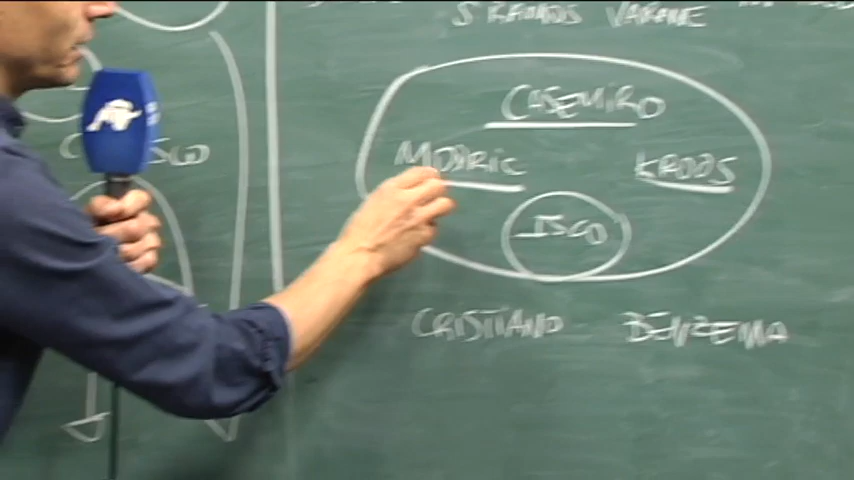 S RAMOS VARANE
CASEMIRO
MODRIC KROOS
ISCO
CRISTIANO BENZEMA